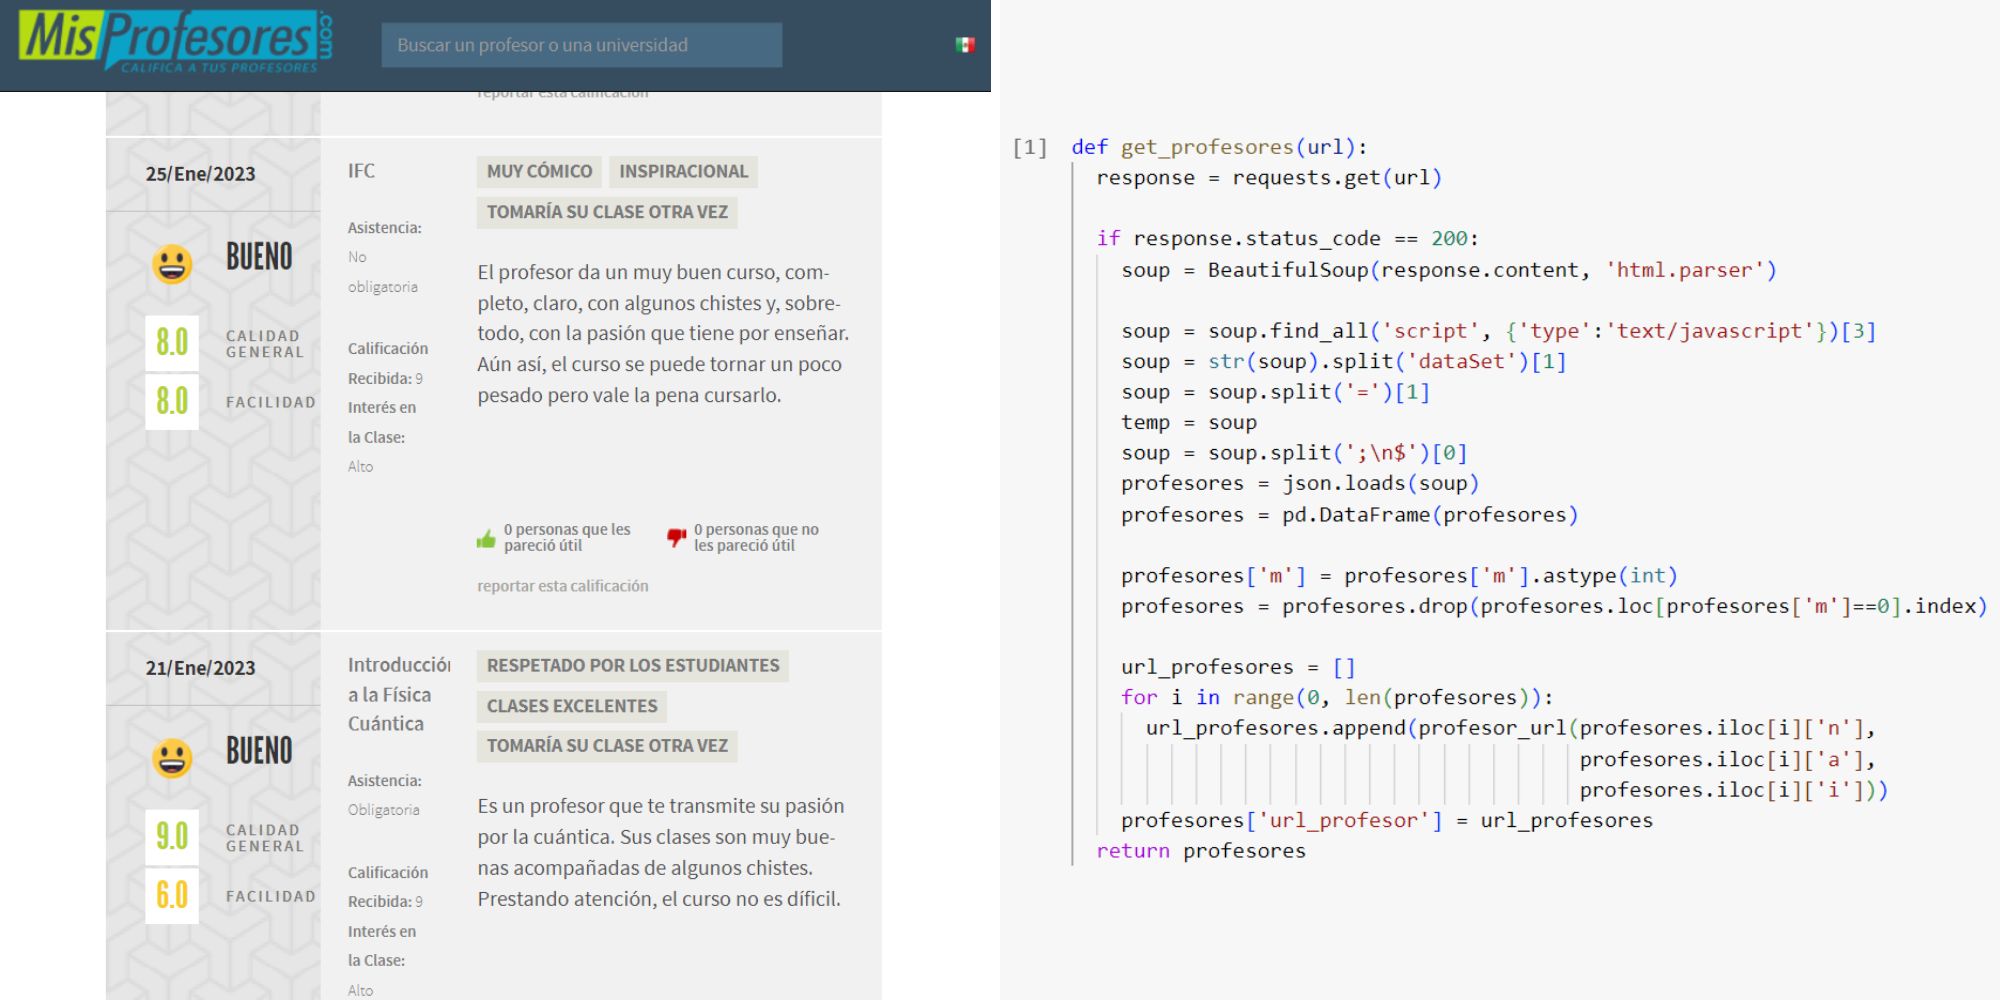 MisProfesores.com
CALIFICA A TUS PROFESORES
Buscar un profesor o una universidad
reportar esta calificación
25/Ene/2023
BUENO
8.0 CALIDAD GENERAL
8.0 FACILIDAD
IFC
Asistencia:
No
obligatoria
Calificación
Recibida: 9
Interés en
la Clase:
Alto
MUY CÓMICO INSPIRACIONAL
TOMARÍA SU CLASE OTRA VEZ
El profesor da un muy buen curso, com-
pleto, claro, con algunos chistes y, sobre-
todo, con la pasión que tiene por enseñar.
Aún así, el curso se puede tornar un poco
pesado pero vale la pena cursarlo.
0 personas que les
pareció útil
0 personas que no
les pareció útil
reportar esta calificación
21/Ene/2023
BUENO
9.0 CALIDAD GENERAL
6.0 FACILIDAD
Introducción
a la Física
Cuántica
Asistencia:
Obligatoria
Calificación
Recibida: 9
Interés en
la Clase:
Alto
RESPETADO POR LOS ESTUDIANTES
CLASES EXCELENTES
TOMARÍA SU CLASE OTRA VEZ
Es un profesor que te transmite su pasión
por la cuántica. Sus clases son muy bue-
nas acompañadas de algunos chistes.
Prestando atención, el curso no es díficil.
[1] def get_profesores(url):
response = requests.get(url)
if response.status_code == 200:
soup = BeautifulSoup(response.content, 'html.parser')
soup = soup.find_all('script', {'type':'text/javascript'})[3]
soup = str(soup).split('dataSet')[1]
soup = soup.split('=')[1]
temp = soup
soup = soup.split(';\n$')[0]
profesores = json.loads(soup)
profesores = pd.DataFrame(profesores)
profesores['m'] = profesores['m'].astype(int)
profesores = profesores.drop(profesores.loc[profesores['m']==0].index)
url_profesores = []
for i in range(0, len(profesores)):
url_profesores.append(profesor_url(profesores.iloc[i]['n'],
profesores.iloc[i]['a'],
profesores.iloc[i]['i']))
profesores['url_profesor'] = url_profesores
return profesores